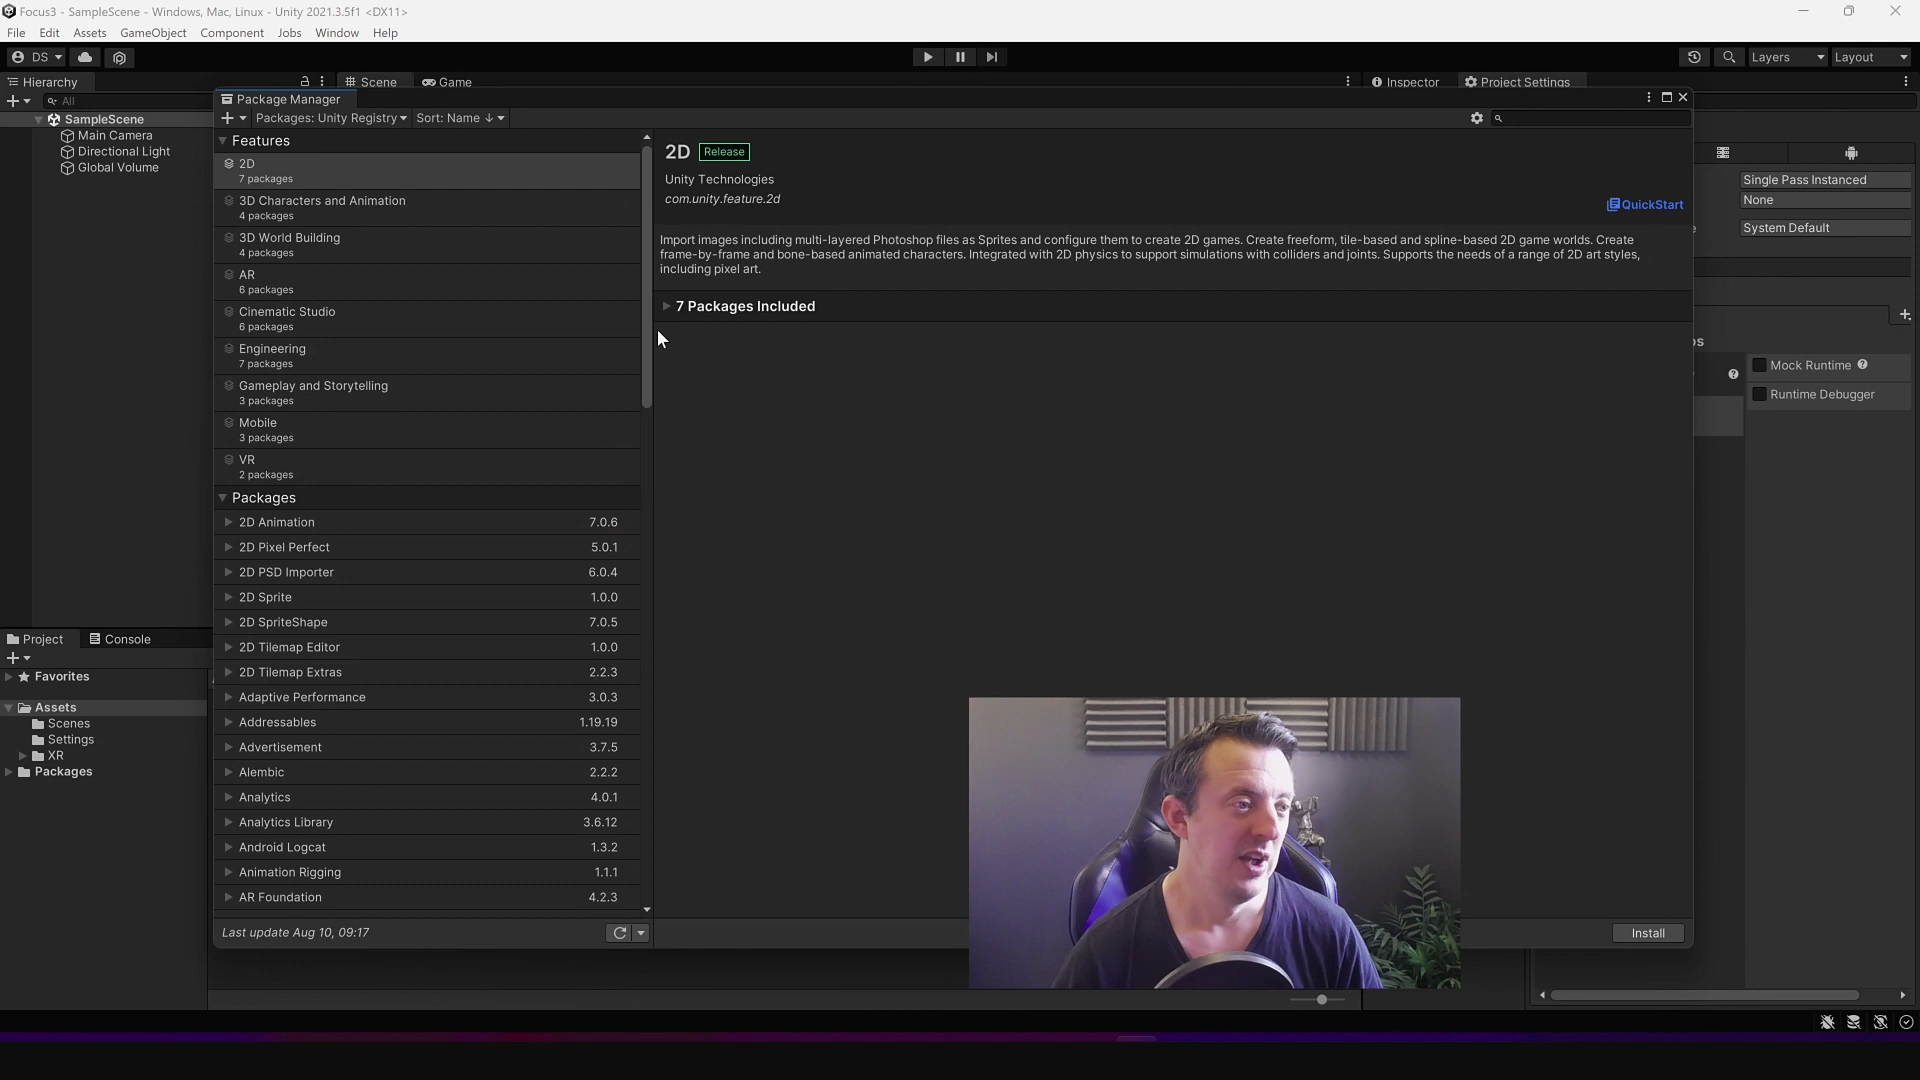 Focus3 - SampleScene - Windows, Mac, Linux - Unity 2021.3.5f1 <DX11>
File Edit Assets GameObject Component Jobs Window Help
DS Layers Layout
Hierarchy Scene Game Inspector Project Settings
All
SampleScene
Main Camera
Directional Light
Global Volume
Package Manager
Packages: Unity Registry Sort: Name ↓
Features
2D
7 packages
3D Characters and Animation
4 packages
3D World Building
4 packages
AR
6 packages
Cinematic Studio
6 packages
Engineering
7 packages
Gameplay and Storytelling
3 packages
Mobile
3 packages
VR
2 packages
Packages
2D Animation 7.0.6
2D Pixel Perfect 5.0.1
2D PSD Importer 6.0.4
2D Sprite 1.0.0
2D SpriteShape 7.0.5
2D Tilemap Editor 1.0.0
2D Tilemap Extras 2.2.3
Adaptive Performance 3.0.3
Addressables 1.19.19
Advertisement 3.7.5
Alembic 2.2.2
Analytics 4.0.1
Analytics Library 3.6.12
Android Logcat 1.3.2
Animation Rigging 1.1.1
AR Foundation 4.2.3
Last update Aug 10, 09:17
2D Release
Unity Technologies
com.unity.feature.2d
QuickStart
Import images including multi-layered Photoshop files as Sprites and configure them to create 2D games. Create freeform, tile-based and spline-based 2D game worlds. Create
frame-by-frame and bone-based animated characters. Integrated with 2D physics to support simulations with colliders and joints. Supports the needs of a range of 2D art styles,
including pixel art.
7 Packages Included
Install
Single Pass Instanced
None
System Default
Mock Runtime
Runtime Debugger
Project Console
Favorites
Assets
Scenes
Settings
XR
Packages